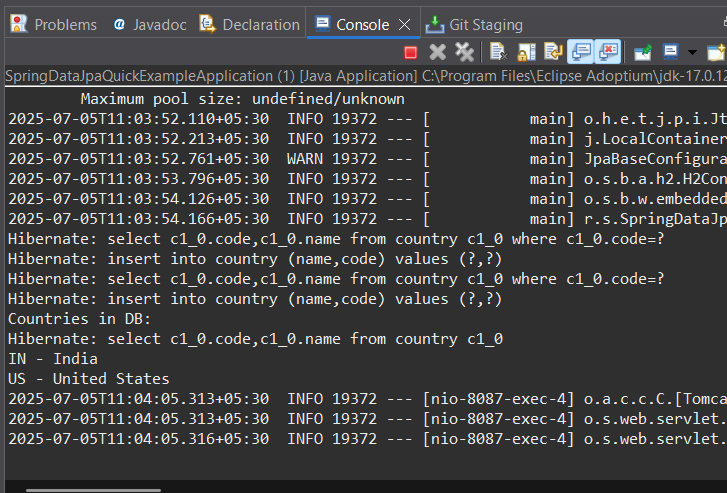 Problems @ Javadoc Declaration Console Git Staging
SpringDataJpaQuickExampleApplication (1) [Java Application] C:\Program Files\Eclipse Adoptium\jdk-17.0.12
Maximum pool size: undefined/unknown
2025-07-05T11:03:52.110+05:30  INFO 19372 --- [           main] o.h.e.t.j.p.i.Jt
2025-07-05T11:03:52.213+05:30  INFO 19372 --- [           main] j.LocalContainer
2025-07-05T11:03:52.761+05:30  WARN 19372 --- [           main] JpaBaseConfigura
2025-07-05T11:03:53.796+05:30  INFO 19372 --- [           main] o.s.b.a.h2.H2Con
2025-07-05T11:03:54.126+05:30  INFO 19372 --- [           main] o.s.b.w.embedded
2025-07-05T11:03:54.166+05:30  INFO 19372 --- [           main] r.s.SpringDataJp
Hibernate: select c1_0.code,c1_0.name from country c1_0 where c1_0.code=?
Hibernate: insert into country (name,code) values (?,?)
Hibernate: select c1_0.code,c1_0.name from country c1_0 where c1_0.code=?
Hibernate: insert into country (name,code) values (?,?)
Countries in DB:
Hibernate: select c1_0.code,c1_0.name from country c1_0
IN - India
US - United States
2025-07-05T11:04:05.313+05:30  INFO 19372 --- [nio-8087-exec-4] o.a.c.c.C.[Tomca
2025-07-05T11:04:05.313+05:30  INFO 19372 --- [nio-8087-exec-4] o.s.web.servlet.
2025-07-05T11:04:05.316+05:30  INFO 19372 --- [nio-8087-exec-4] o.s.web.servlet.